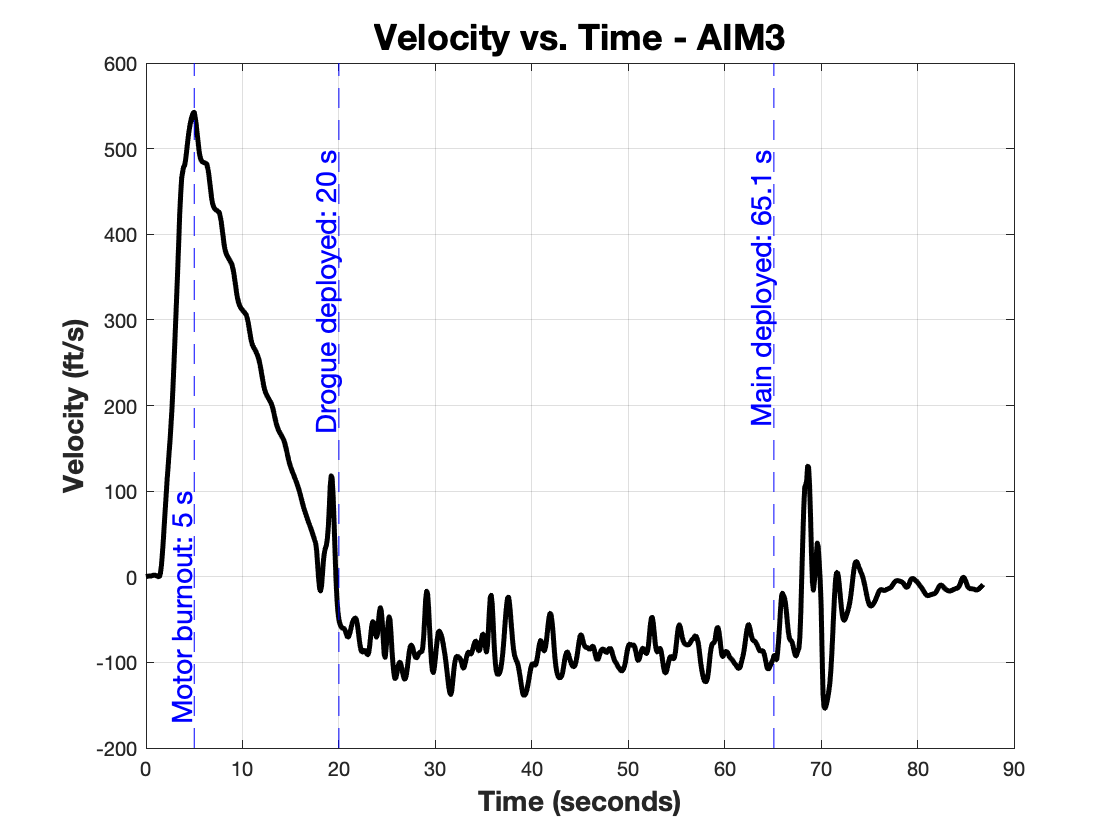 Velocity vs. Time - AIM3
600
500
400
300
200
100
0
-100
-200
Velocity (ft/s)
Motor burnout: 5 s
Drogue deployed: 20 s
Main deployed: 65.1 s
0 10 20 30 40 50 60 70 80 90
Time (seconds)